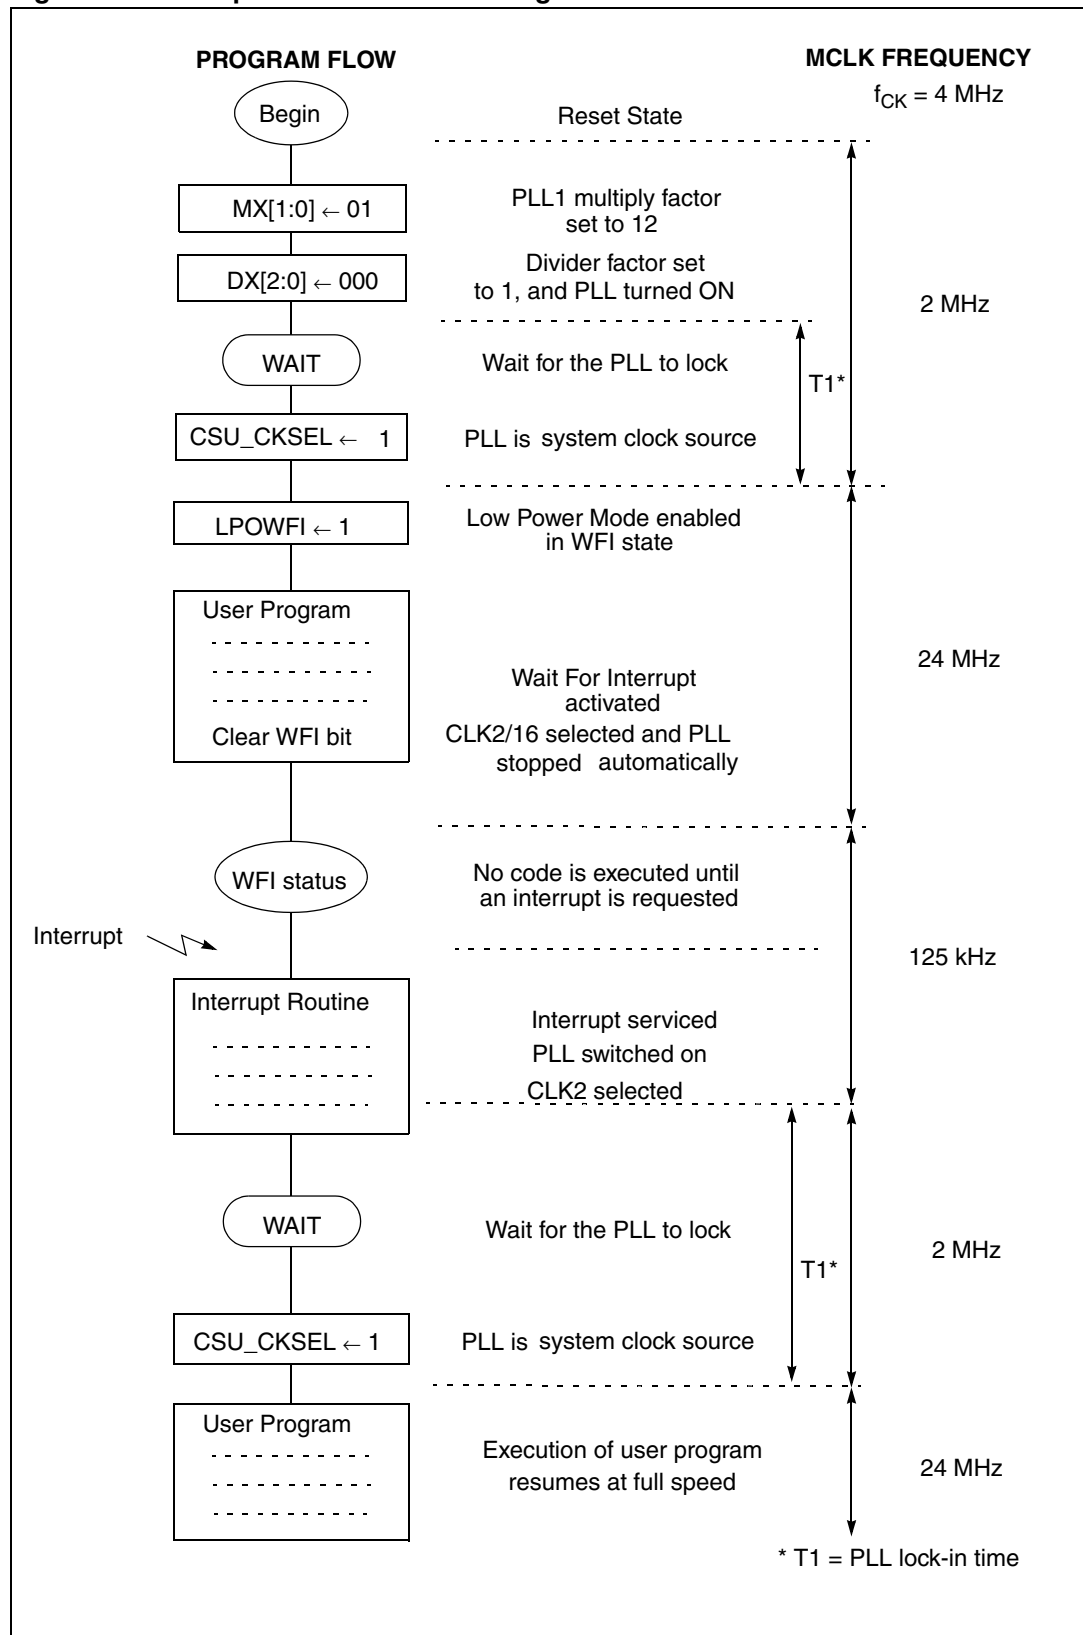 PROGRAM FLOW
MCLK FREQUENCY
fCK = 4 MHz
Begin
Reset State
MX[1:0] ← 01
PLL1 multiply factor
set to 12
DX[2:0] ← 000
Divider factor set
to 1, and PLL turned ON
2 MHz
WAIT
Wait for the PLL to lock
T1*
CSU_CKSEL ← 1
PLL is system clock source
LPOWFI ← 1
Low Power Mode enabled
in WFI state
User Program
24 MHz
Wait For Interrupt
activated
Clear WFI bit
CLK2/16 selected and PLL
stopped automatically
WFI status
No code is executed until
an interrupt is requested
Interrupt
125 kHz
Interrupt Routine
Interrupt serviced
PLL switched on
CLK2 selected
WAIT
Wait for the PLL to lock
2 MHz
T1*
CSU_CKSEL ← 1
PLL is system clock source
User Program
Execution of user program
resumes at full speed
24 MHz
* T1 = PLL lock-in time